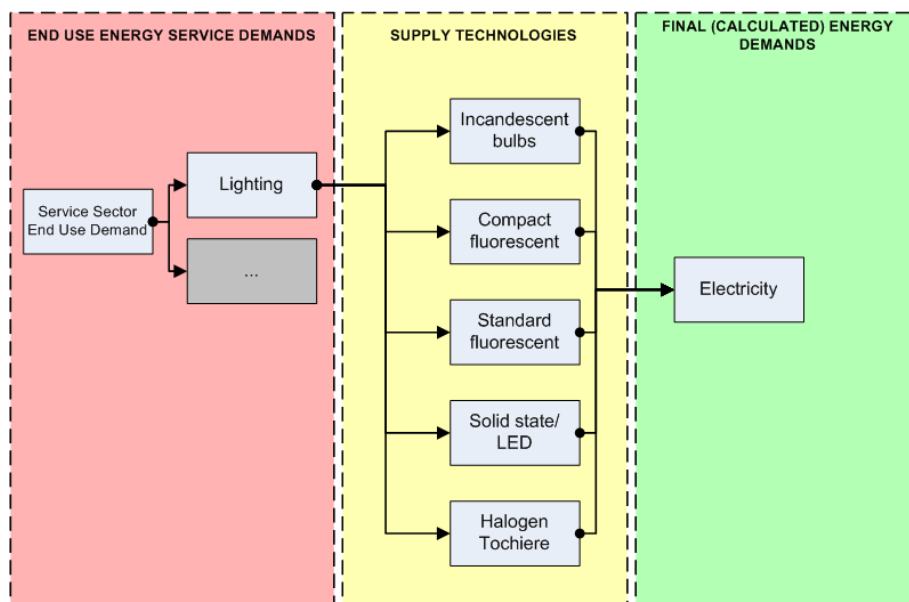 END USE ENERGY SERVICE DEMANDS
SUPPLY TECHNOLOGIES
FINAL (CALCULATED) ENERGY
DEMANDS
Service Sector
End Use Demand
Lighting
...
Incandescent
bulbs
Compact
fluorescent
Standard
fluorescent
Solid state/
LED
Halogen
Tochiere
Electricity